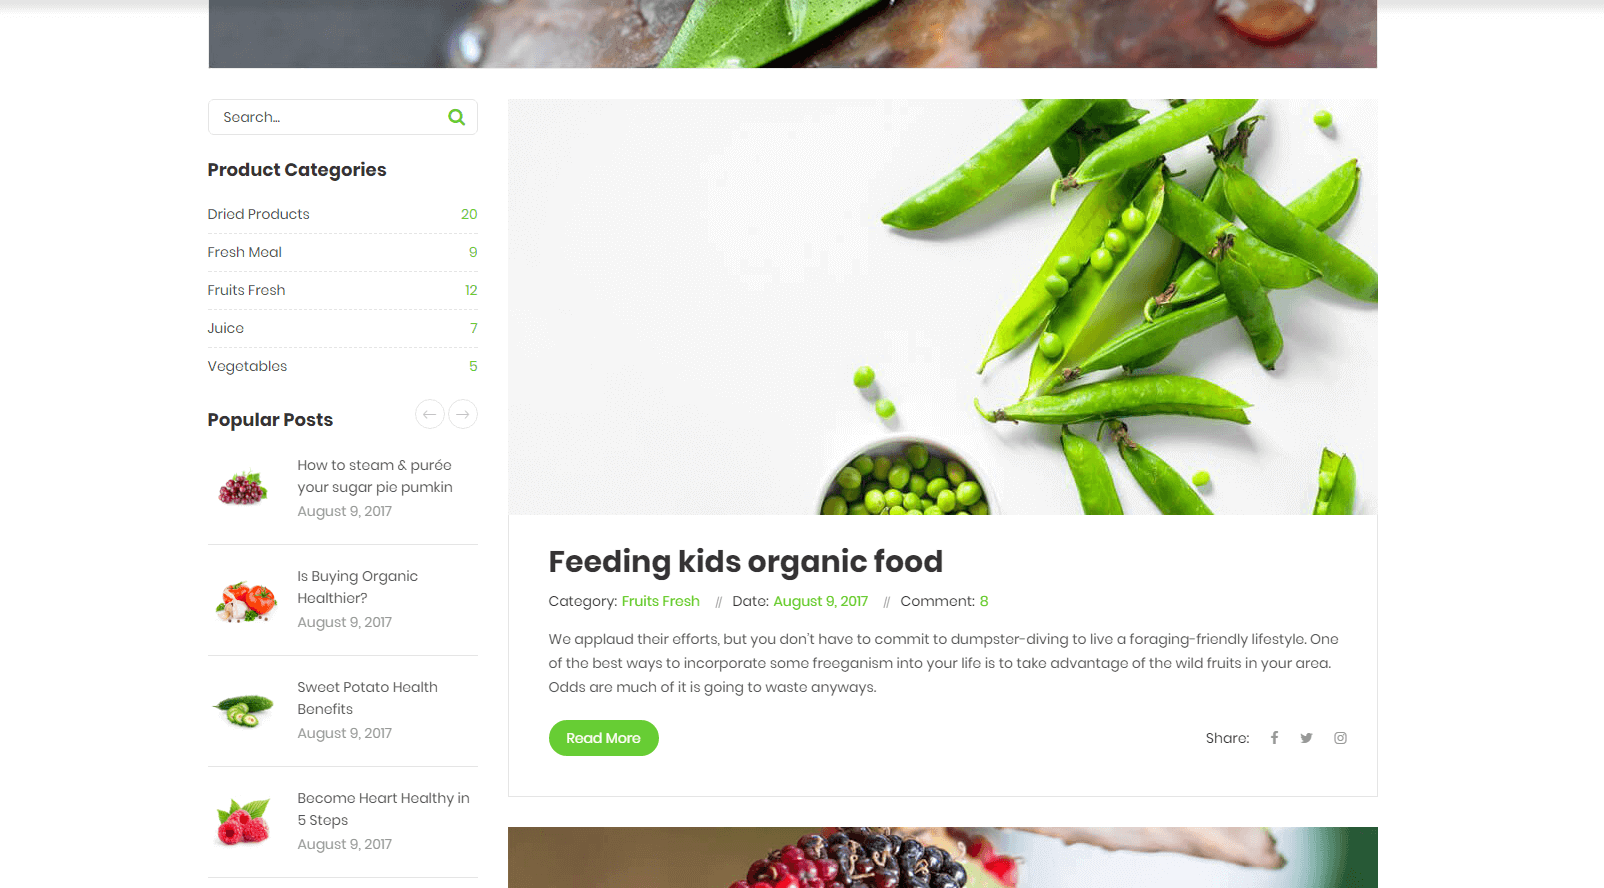 Search...
Product Categories
Dried Products 20
Fresh Meal 9
Fruits Fresh 12
Juice 7
Vegetables 5
Popular Posts
How to steam & purée
your sugar pie pumkin
August 9, 2017
Is Buying Organic
Healthier?
August 9, 2017
Sweet Potato Health
Benefits
August 9, 2017
Become Heart Healthy in
5 Steps
August 9, 2017
Feeding kids organic food
Category: Fruits Fresh // Date: August 9, 2017 // Comment: 8
We applaud their efforts, but you don't have to commit to dumpster-diving to live a foraging-friendly lifestyle. One
of the best ways to incorporate some freeganism into your life is to take advantage of the wild fruits in your area.
Odds are much of it is going to waste anyways.
Read More
Share: